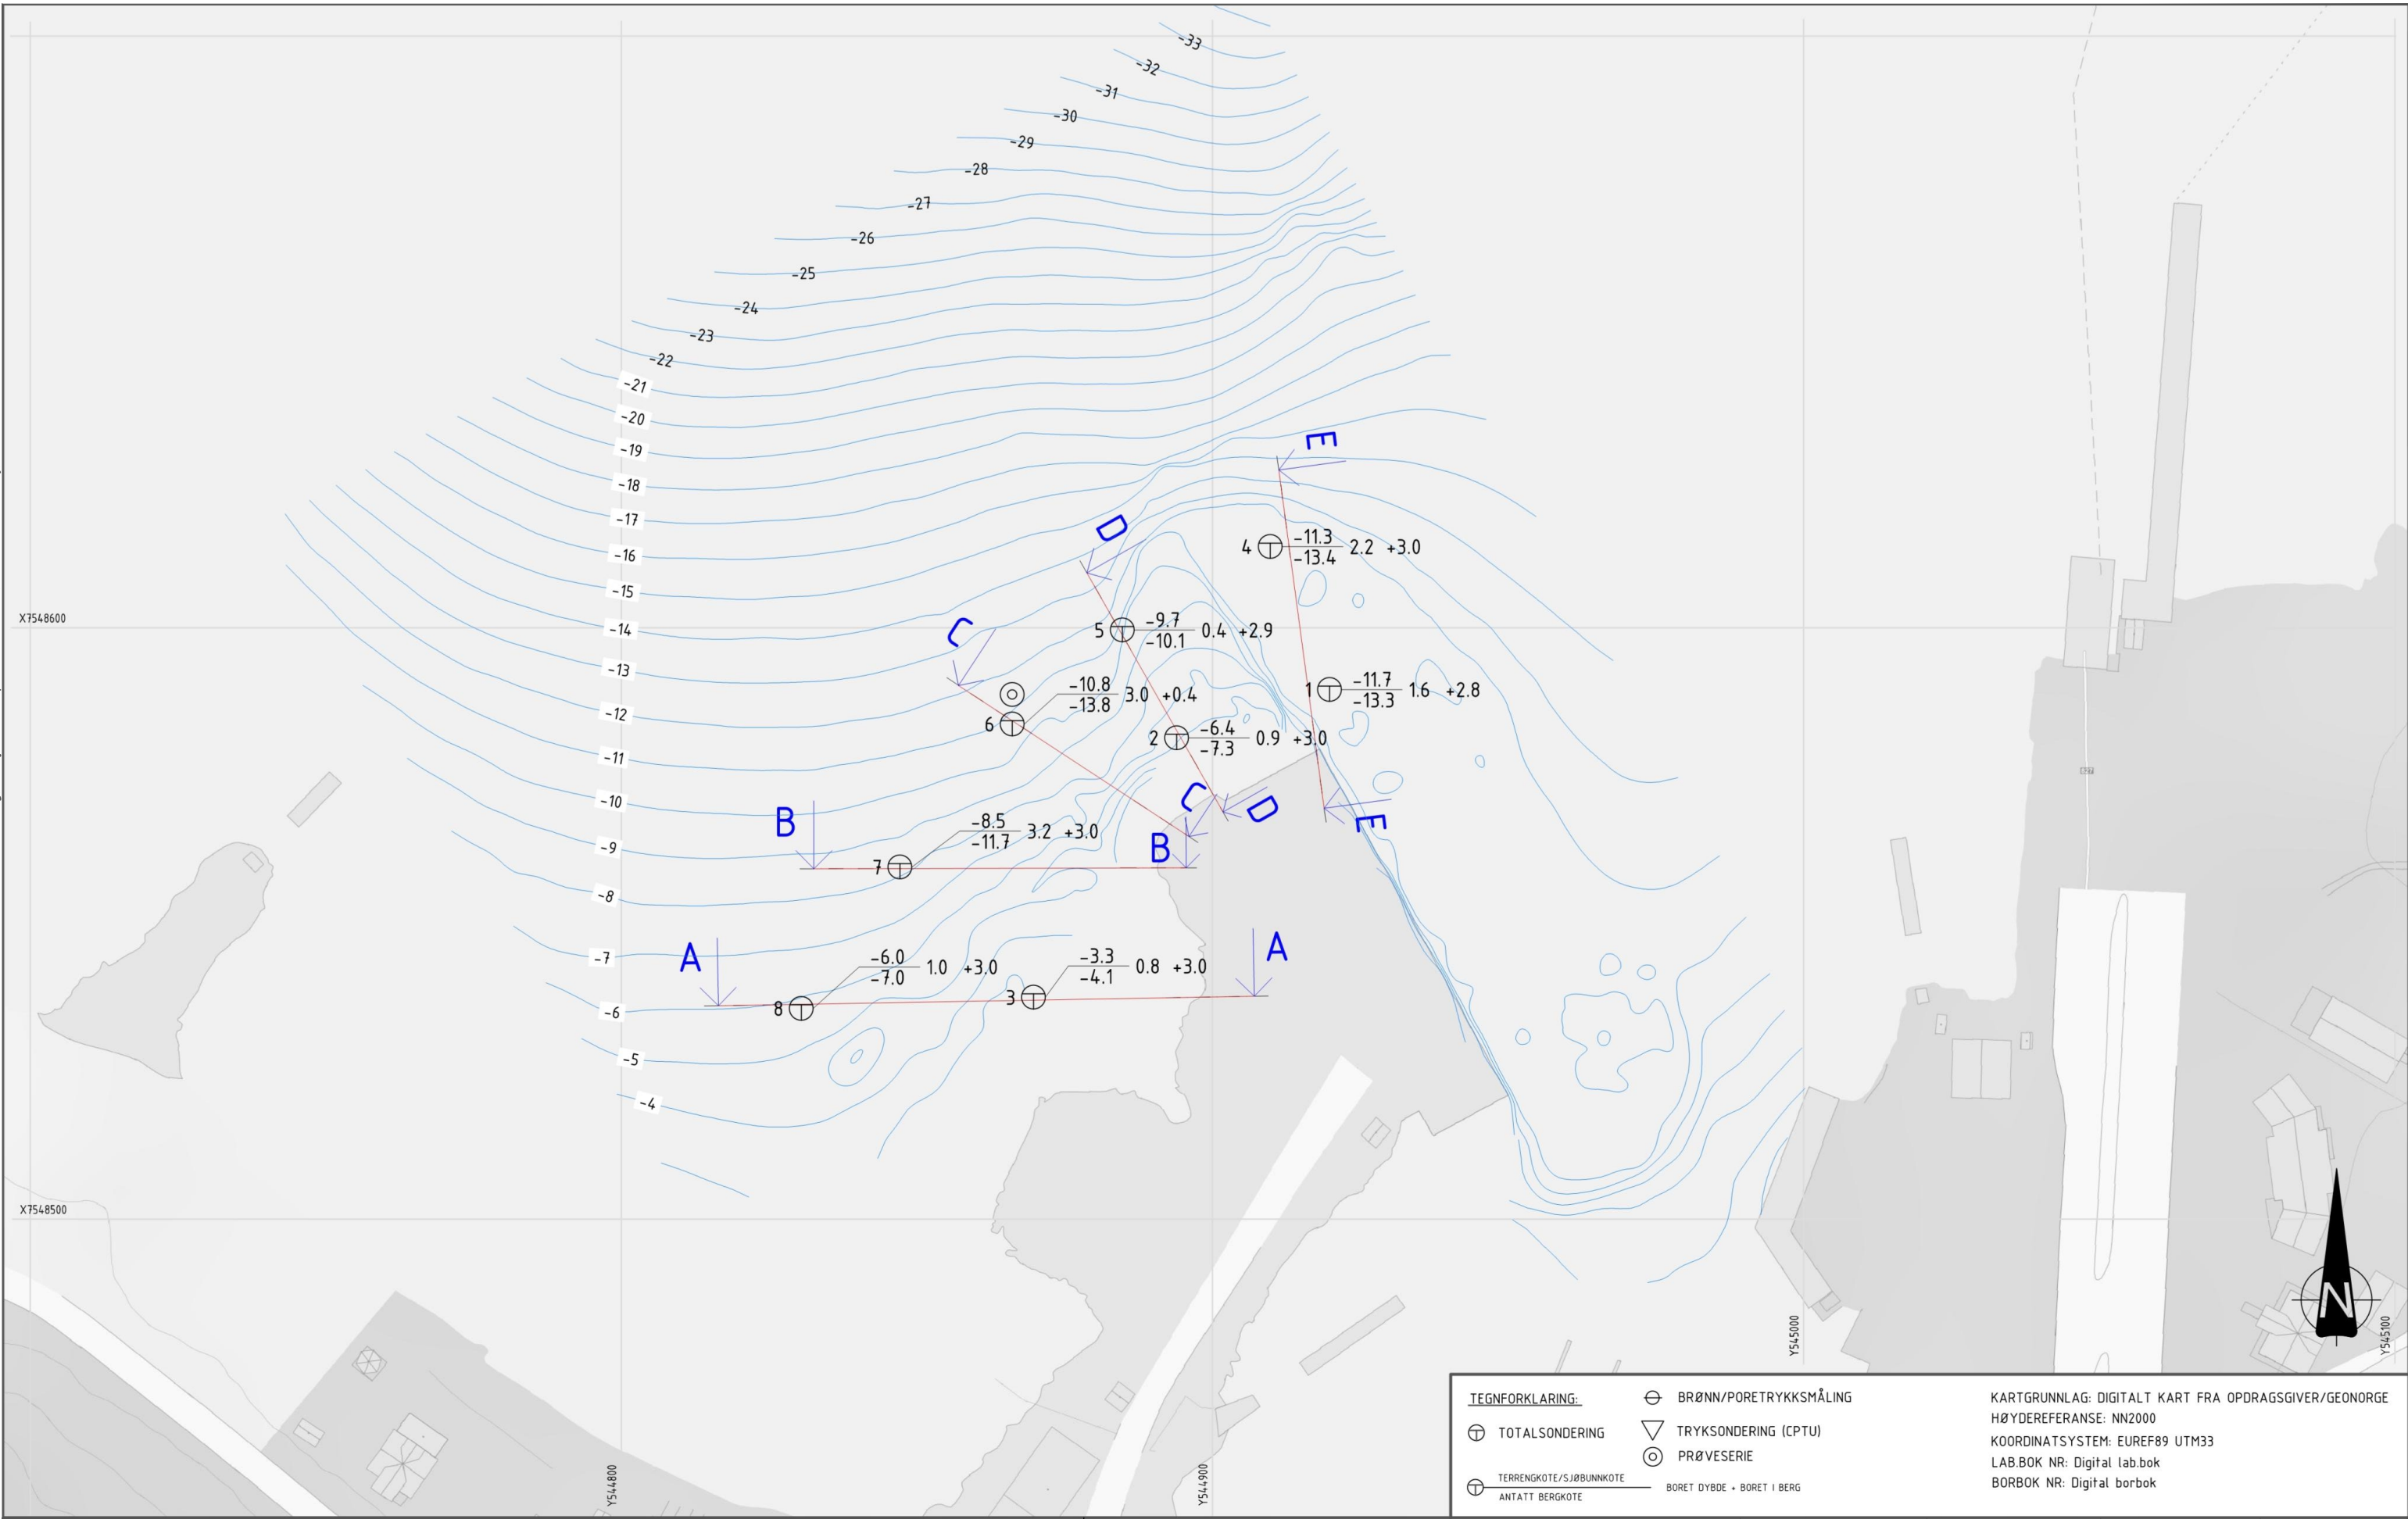 -33
-32
-31
-30
-29
-28
-27
-26
-25
-24
-23
-22
-21
-20
-19
-18
-17
-16
-15
-14
-13
-12
-11
-10
-9
-8
-7
-6
-5
-4
E
D
4 -11.3 2.2 +3.0
-13.4
X7548600
C
5 -9.7 0.4 +2.9
-10.1
6 -10.8 3.0 +0.4
-13.8
1 -11.7 1.6 +2.8
-13.3
2 -6.4 0.9 +3.0
-7.3
827
B
C
D
E
B
7 -8.5 3.2 +3.0
-11.7
A
A
8 -6.0 1.0 +3.0
-7.0
3 -3.3 0.8 +3.0
-4.1
X7548500
N
Y544800
Y544900
Y545000
Y545100
TEGNFORKLARING:
TOTALSONDERING
BRØNN/PORETRYKKSMÅLING
TRYKSONDERING (CPTU)
PRØVESERIE
TERRENGKOTE/SJØBUNNKOTE
ANTATT BERGKOTE
BORET DYBDE + BORET I BERG
KARTGRUNNLAG: DIGITALT KART FRA OPDRAGSGIVER/GEONORGE
HØYDEREFERANSE: NN2000
KOORDINATSYSTEM: EUREF89 UTM33
LAB.BOK NR: Digital lab.bok
BORBOK NR: Digital borbok